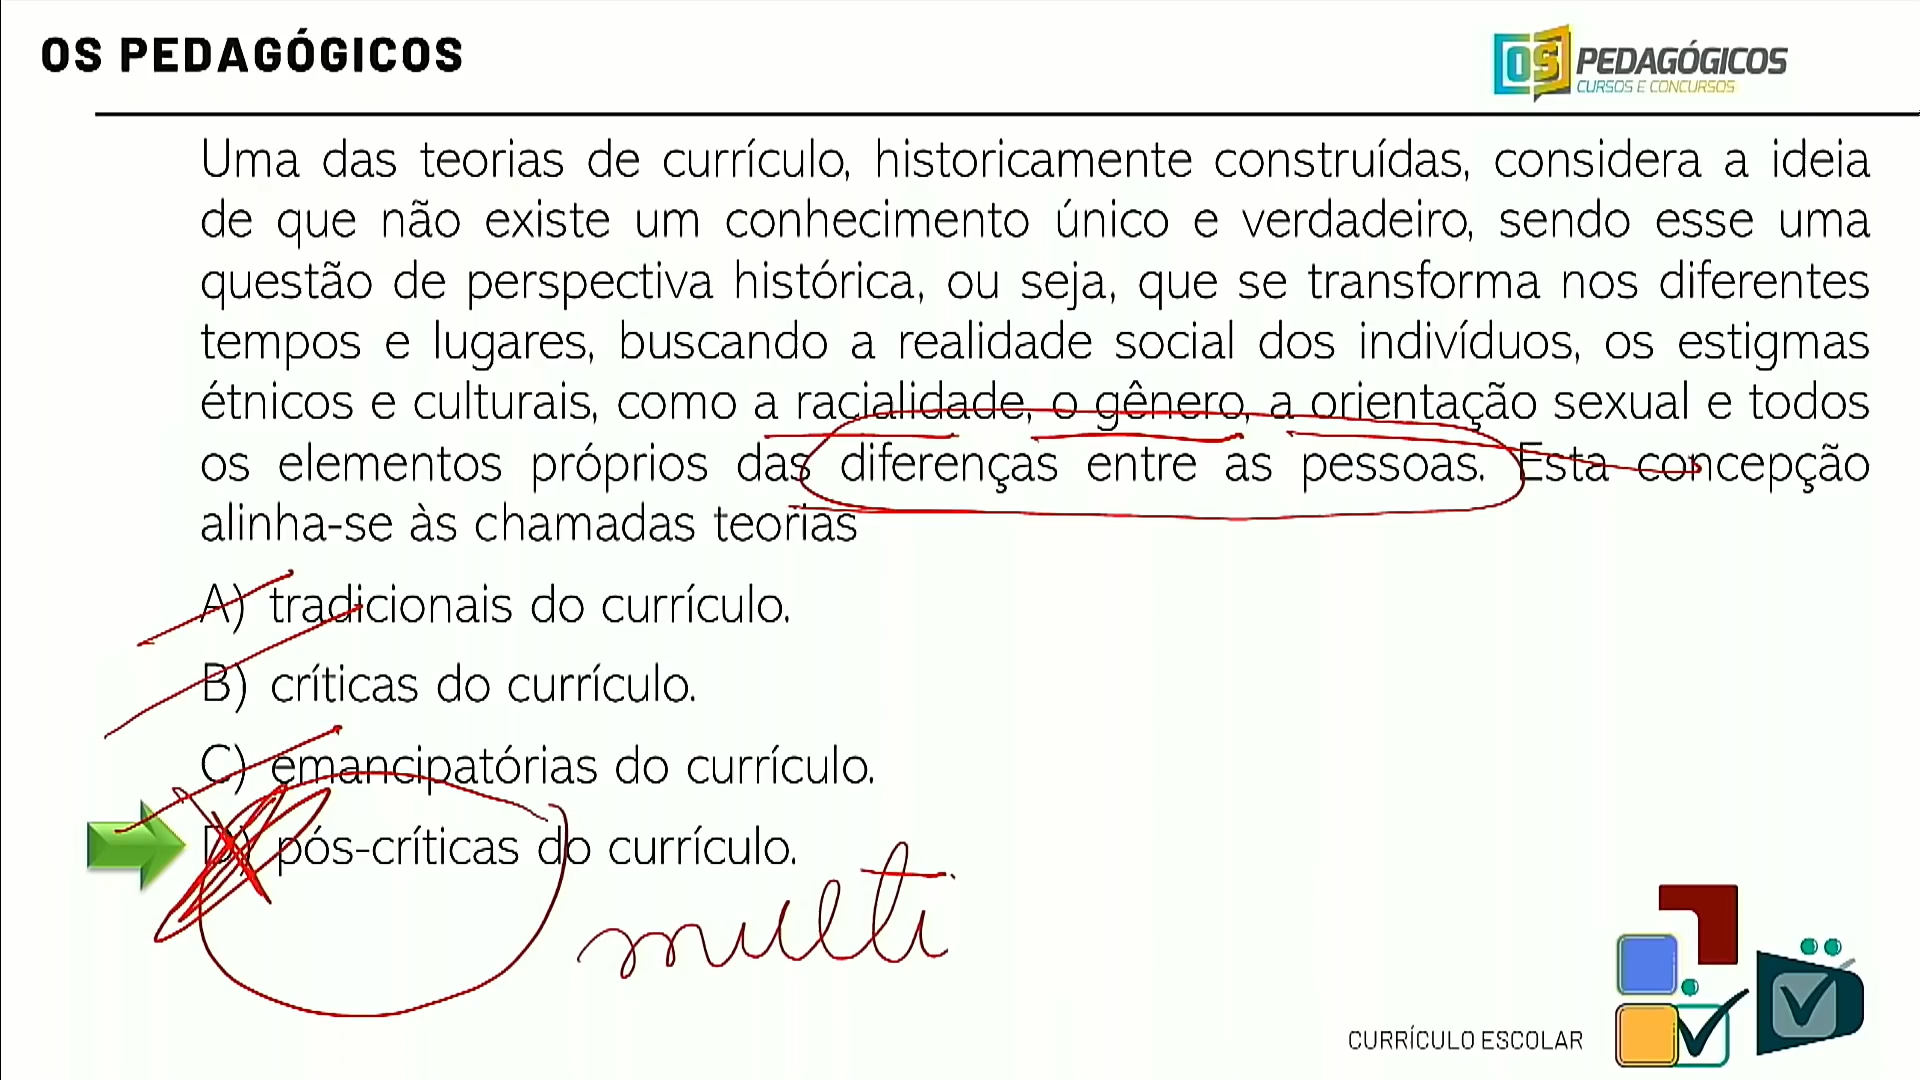 OS PEDAGÓGICOS
OS PEDAGÓGICOS
CURSOS E CONCURSOS
Uma das teorias de currículo, historicamente construídas, considera a ideia
de que não existe um conhecimento único e verdadeiro, sendo esse uma
questão de perspectiva histórica, ou seja, que se transforma nos diferentes
tempos e lugares, buscando a realidade social dos indivíduos, os estigmas
étnicos e culturais, como a racialidade, o gênero, a orientação sexual e todos
os elementos próprios das diferenças entre as pessoas. Esta concepção
alinha-se às chamadas teorias
A) tradicionais do currículo.
B) críticas do currículo.
C) emancipatórias do currículo.
D) pós-críticas do currículo.
multi
CURRÍCULO ESCOLAR